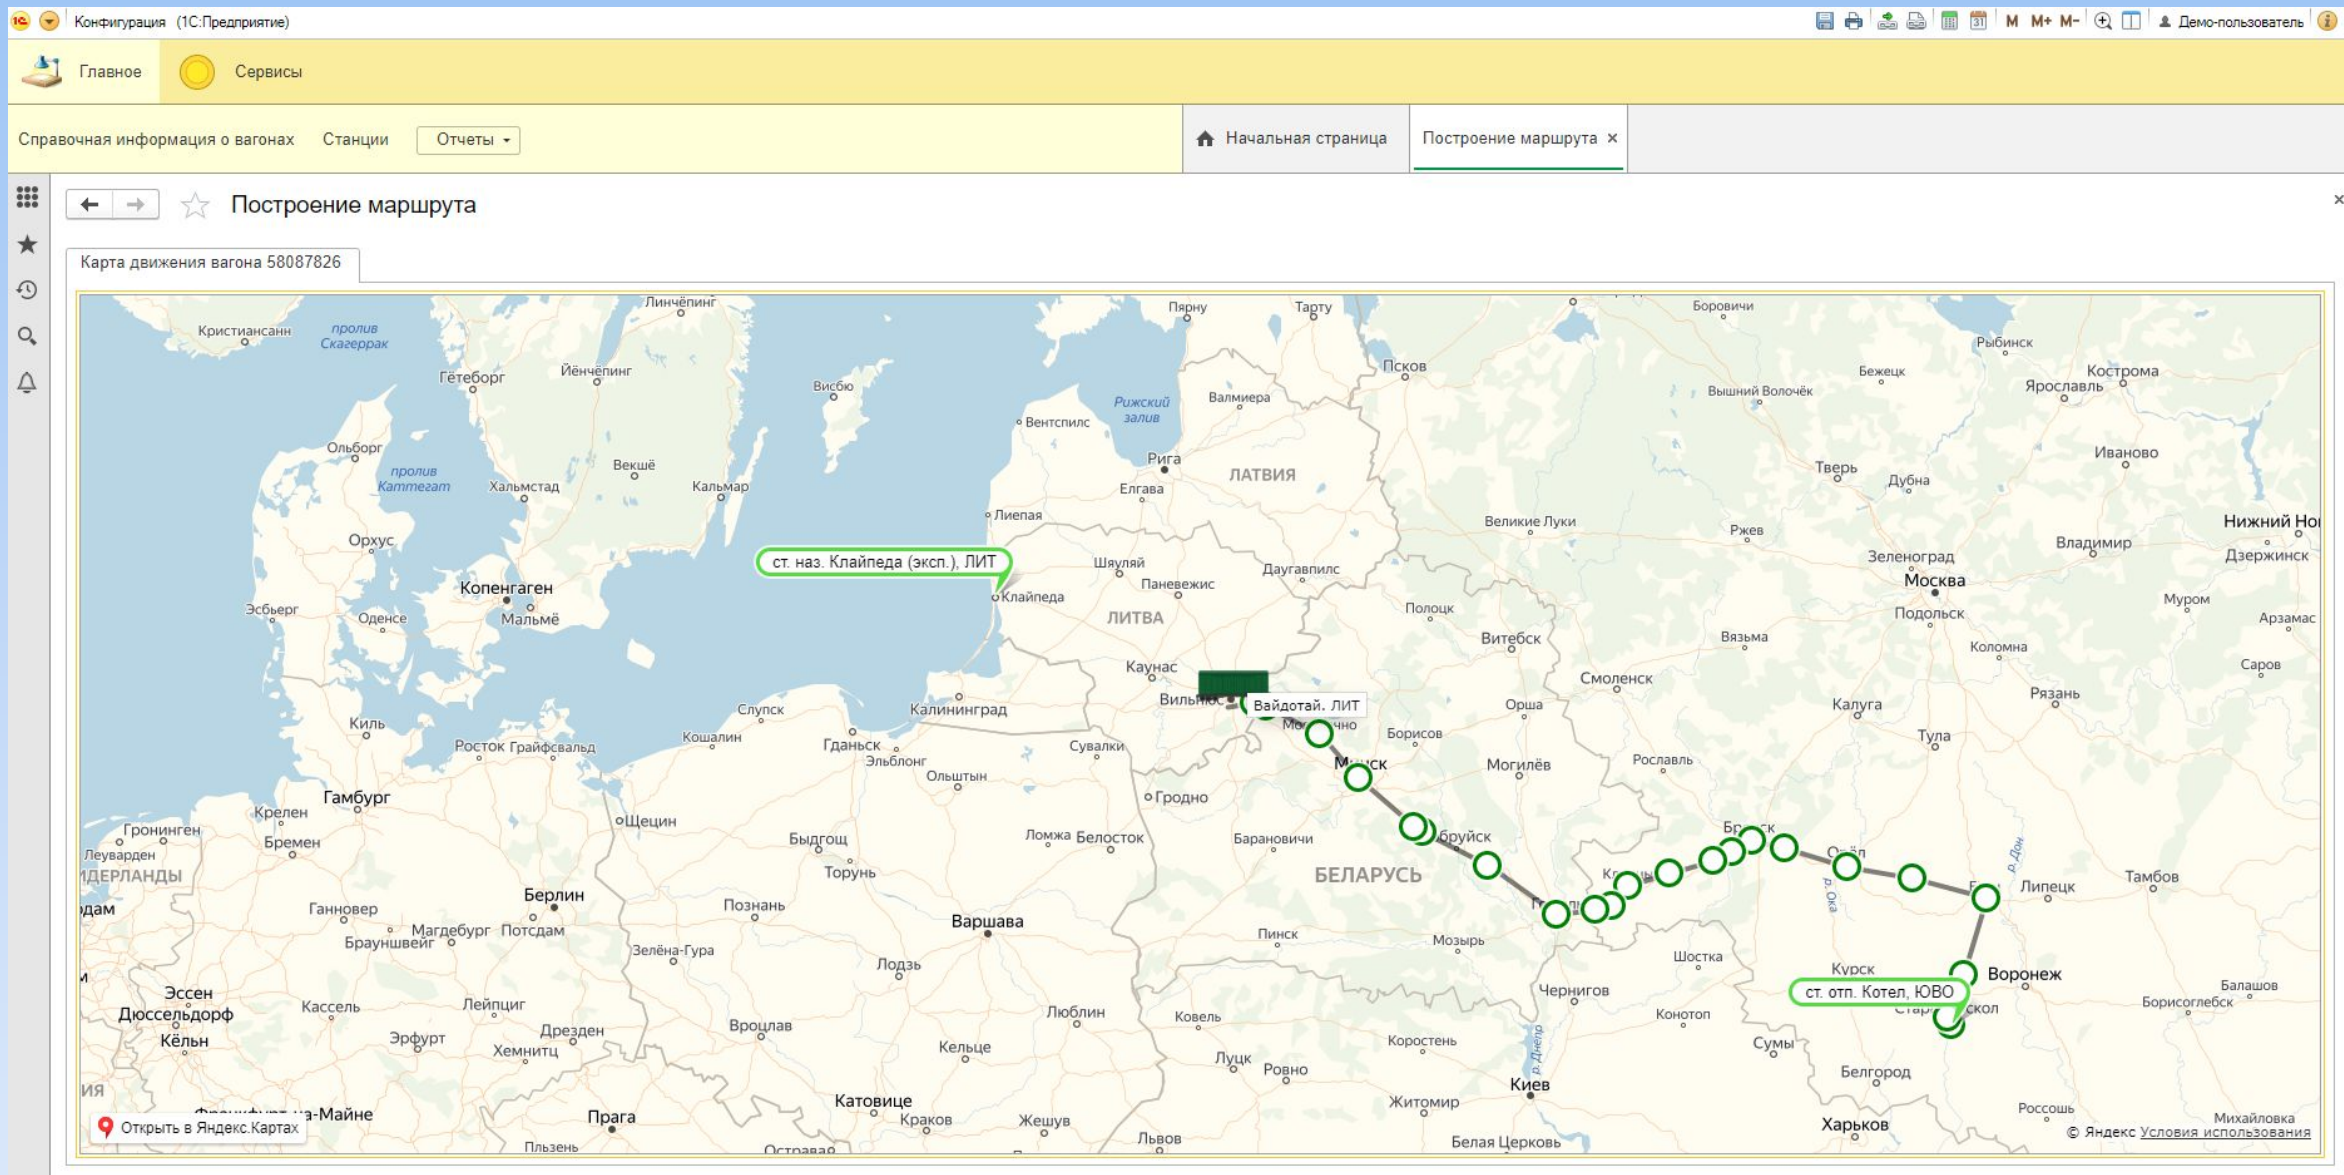 Конфигурация (1С:Предприятие)
M M+ M-
Демо-пользователь
Главное
Сервисы
Справочная информация о вагонах
Станции
Отчеты
Начальная страница
Построение маршрута
Построение маршрута
Карта движения вагона 58087826
Линчёпинг
Пярну
Тарту
Боровичи
Кристиансанн
пролив
Скагеррак
Рыбинск
Гётеборг
Йёнчёпинг
Висбю
Псков
Бежецк
Кострома
Ярославль
Вышний Волочёк
Рижский
залив
Валмиера
Вентспилс
Ольборг
Иваново
пролив
Каттегат
Векшё
Рига
ЛАТВИЯ
Тверь
Дубна
Хальмстад
Кальмар
Елгава
Лиепая
Великие Луки
Ржев
Нижний Но
Орхус
Владимир
Дзержинск
ст. наз. Клайпеда (эксп.), ЛИТ
Шяуляй
Даугавпилс
Зеленоград
Москва
Копенгаген
Паневежис
Клайпеда
Муром
Эсбьерг
Оденсе
Мальмё
ЛИТВА
Полоцк
Подольск
Арзамас
Витебск
Вязьма
Коломна
Каунас
Саров
Смоленск
Рязань
Вайдотай. ЛИТ
Слупск
Калининград
Орша
Калуга
Киль
Кошалин
Гданьск
Борисов
Тула
Росток
Грайфсвальд
Сувалки
Эльблонг
Могилёв
Рославль
Ольштын
Гамбург
Гродно
Крелен
Щецин
Гронинген
Бремен
Быдгощ
Ломжа
Белосток
Барановичи
Леуварден
ИДЕРЛАНДЫ
Торунь
БЕЛАРУСЬ
Липецк
Тамбов
р. Дон
р. Ока
Берлин
Ганновер
Познань
Варшава
Магдебург
Потсдам
Брауншвейг
Зелёна-Гура
Пинск
Мозырь
Лодзь
Шостка
Курск
Воронеж
Эссен
Дюссельдорф
Кассель
Лейпциг
Чернигов
ст. отп. Котел, ЮВО
Балашов
Борисоглебск
Люблин
Ковель
Конотоп
Вроцлав
Дрезден
Кёльн
Эрфурт
Хемнитц
Кельце
Коростень
р. Днепр
Сумы
Луцк
Ровно
Белгород
Киев
ИЯ
Катовице
Житомир
Россошь
а-Майне
Прага
Краков
Жешув
Харьков
Михайловка
Открыть в Яндекс.Картах
Пльзень
Острава
Львов
Белая Церковь
© Яндекс Условия использования